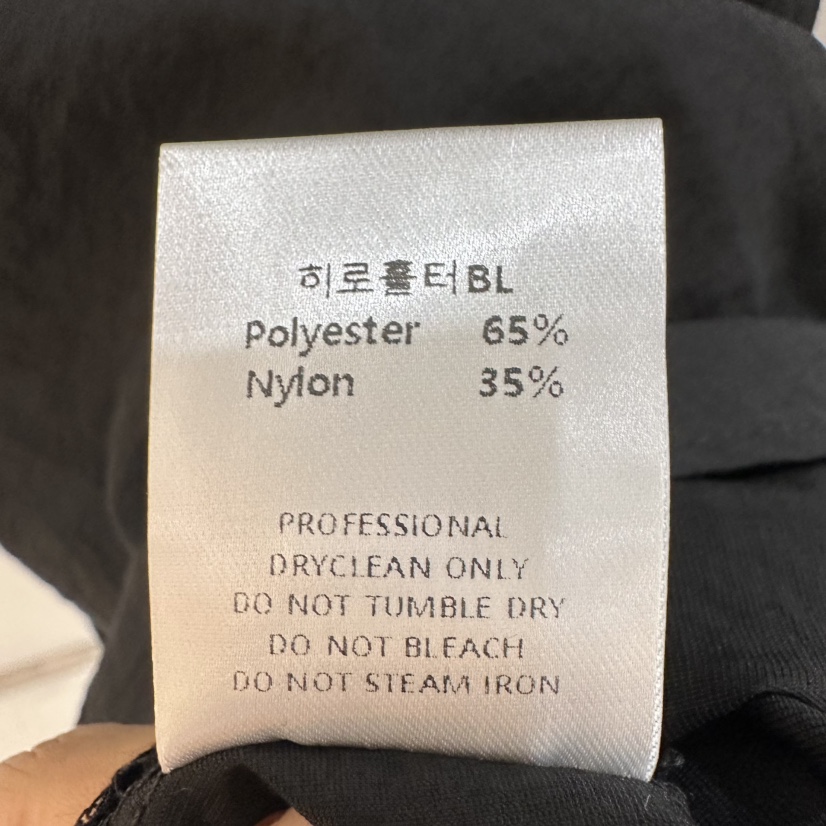 히로홀터BL
Polyester 65%
Nylon 35%
PROFESSIONAL
DRYCLEAN ONLY
DO NOT TUMBLE DRY
DO NOT BLEACH
DO NOT STEAM IRON